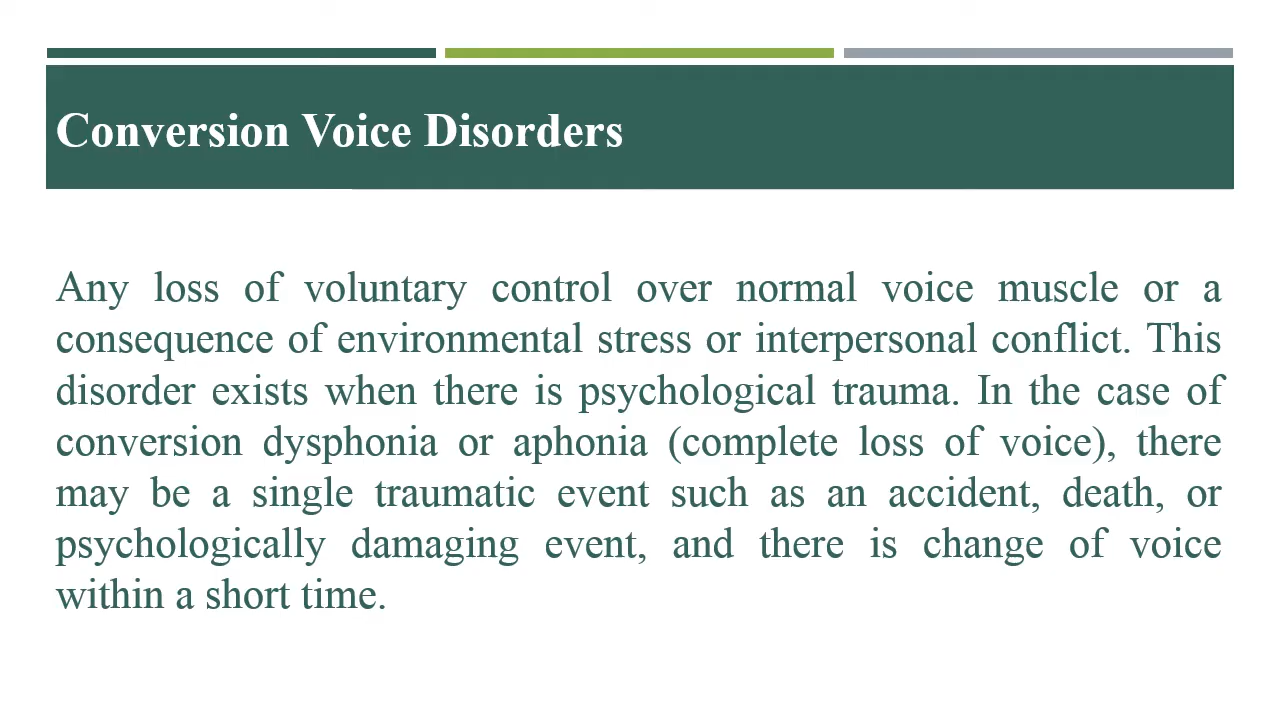 Conversion Voice Disorders
Any loss of voluntary control over normal voice muscle or a
consequence of environmental stress or interpersonal conflict. This
disorder exists when there is psychological trauma. In the case of
conversion dysphonia or aphonia (complete loss of voice), there
may be a single traumatic event such as an accident, death, or
psychologically damaging event, and there is change of voice
within a short time.